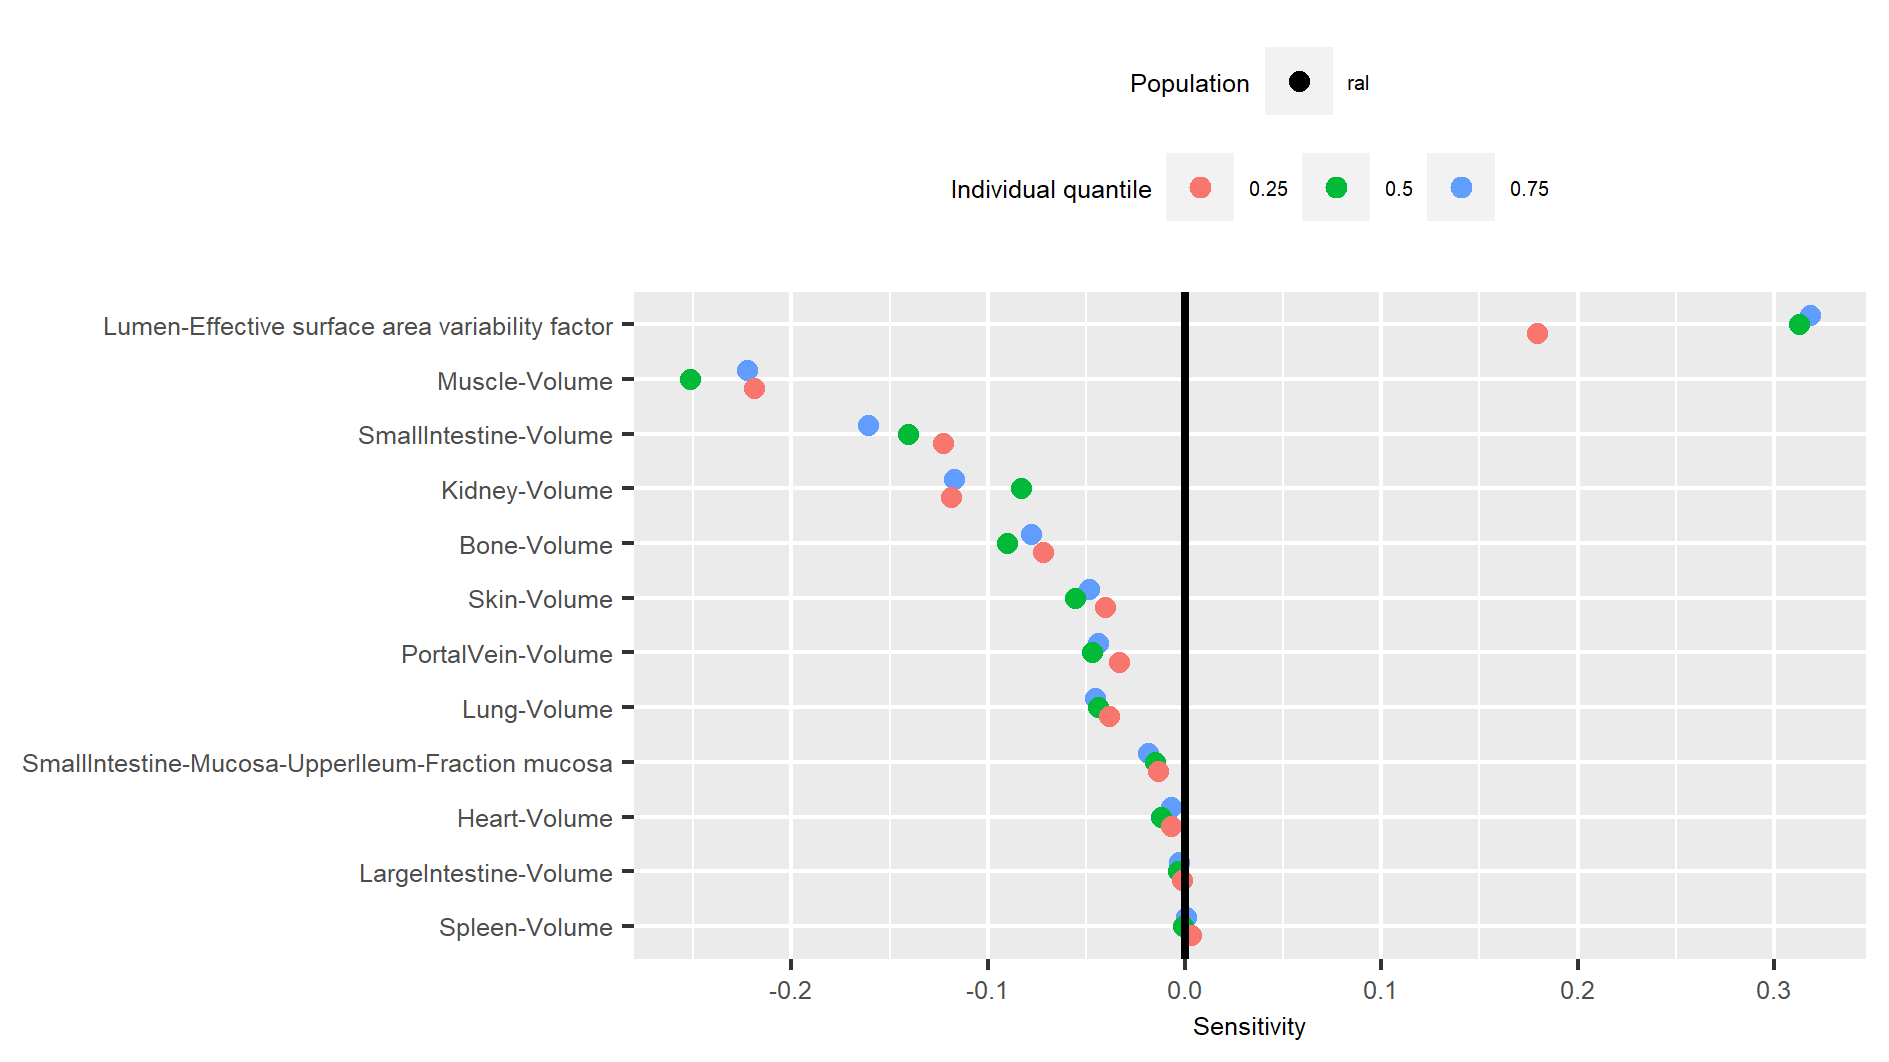 Population ral
Individual quantile 0.25 0.5 0.75
Lumen-Effective surface area variability factor
Muscle-Volume
SmallIntestine-Volume
Kidney-Volume
Bone-Volume
Skin-Volume
PortalVein-Volume
Lung-Volume
SmallIntestine-Mucosa-UpperIleum-Fraction mucosa
Heart-Volume
LargeIntestine-Volume
Spleen-Volume
-0.2 -0.1 0.0 0.1 0.2 0.3
Sensitivity